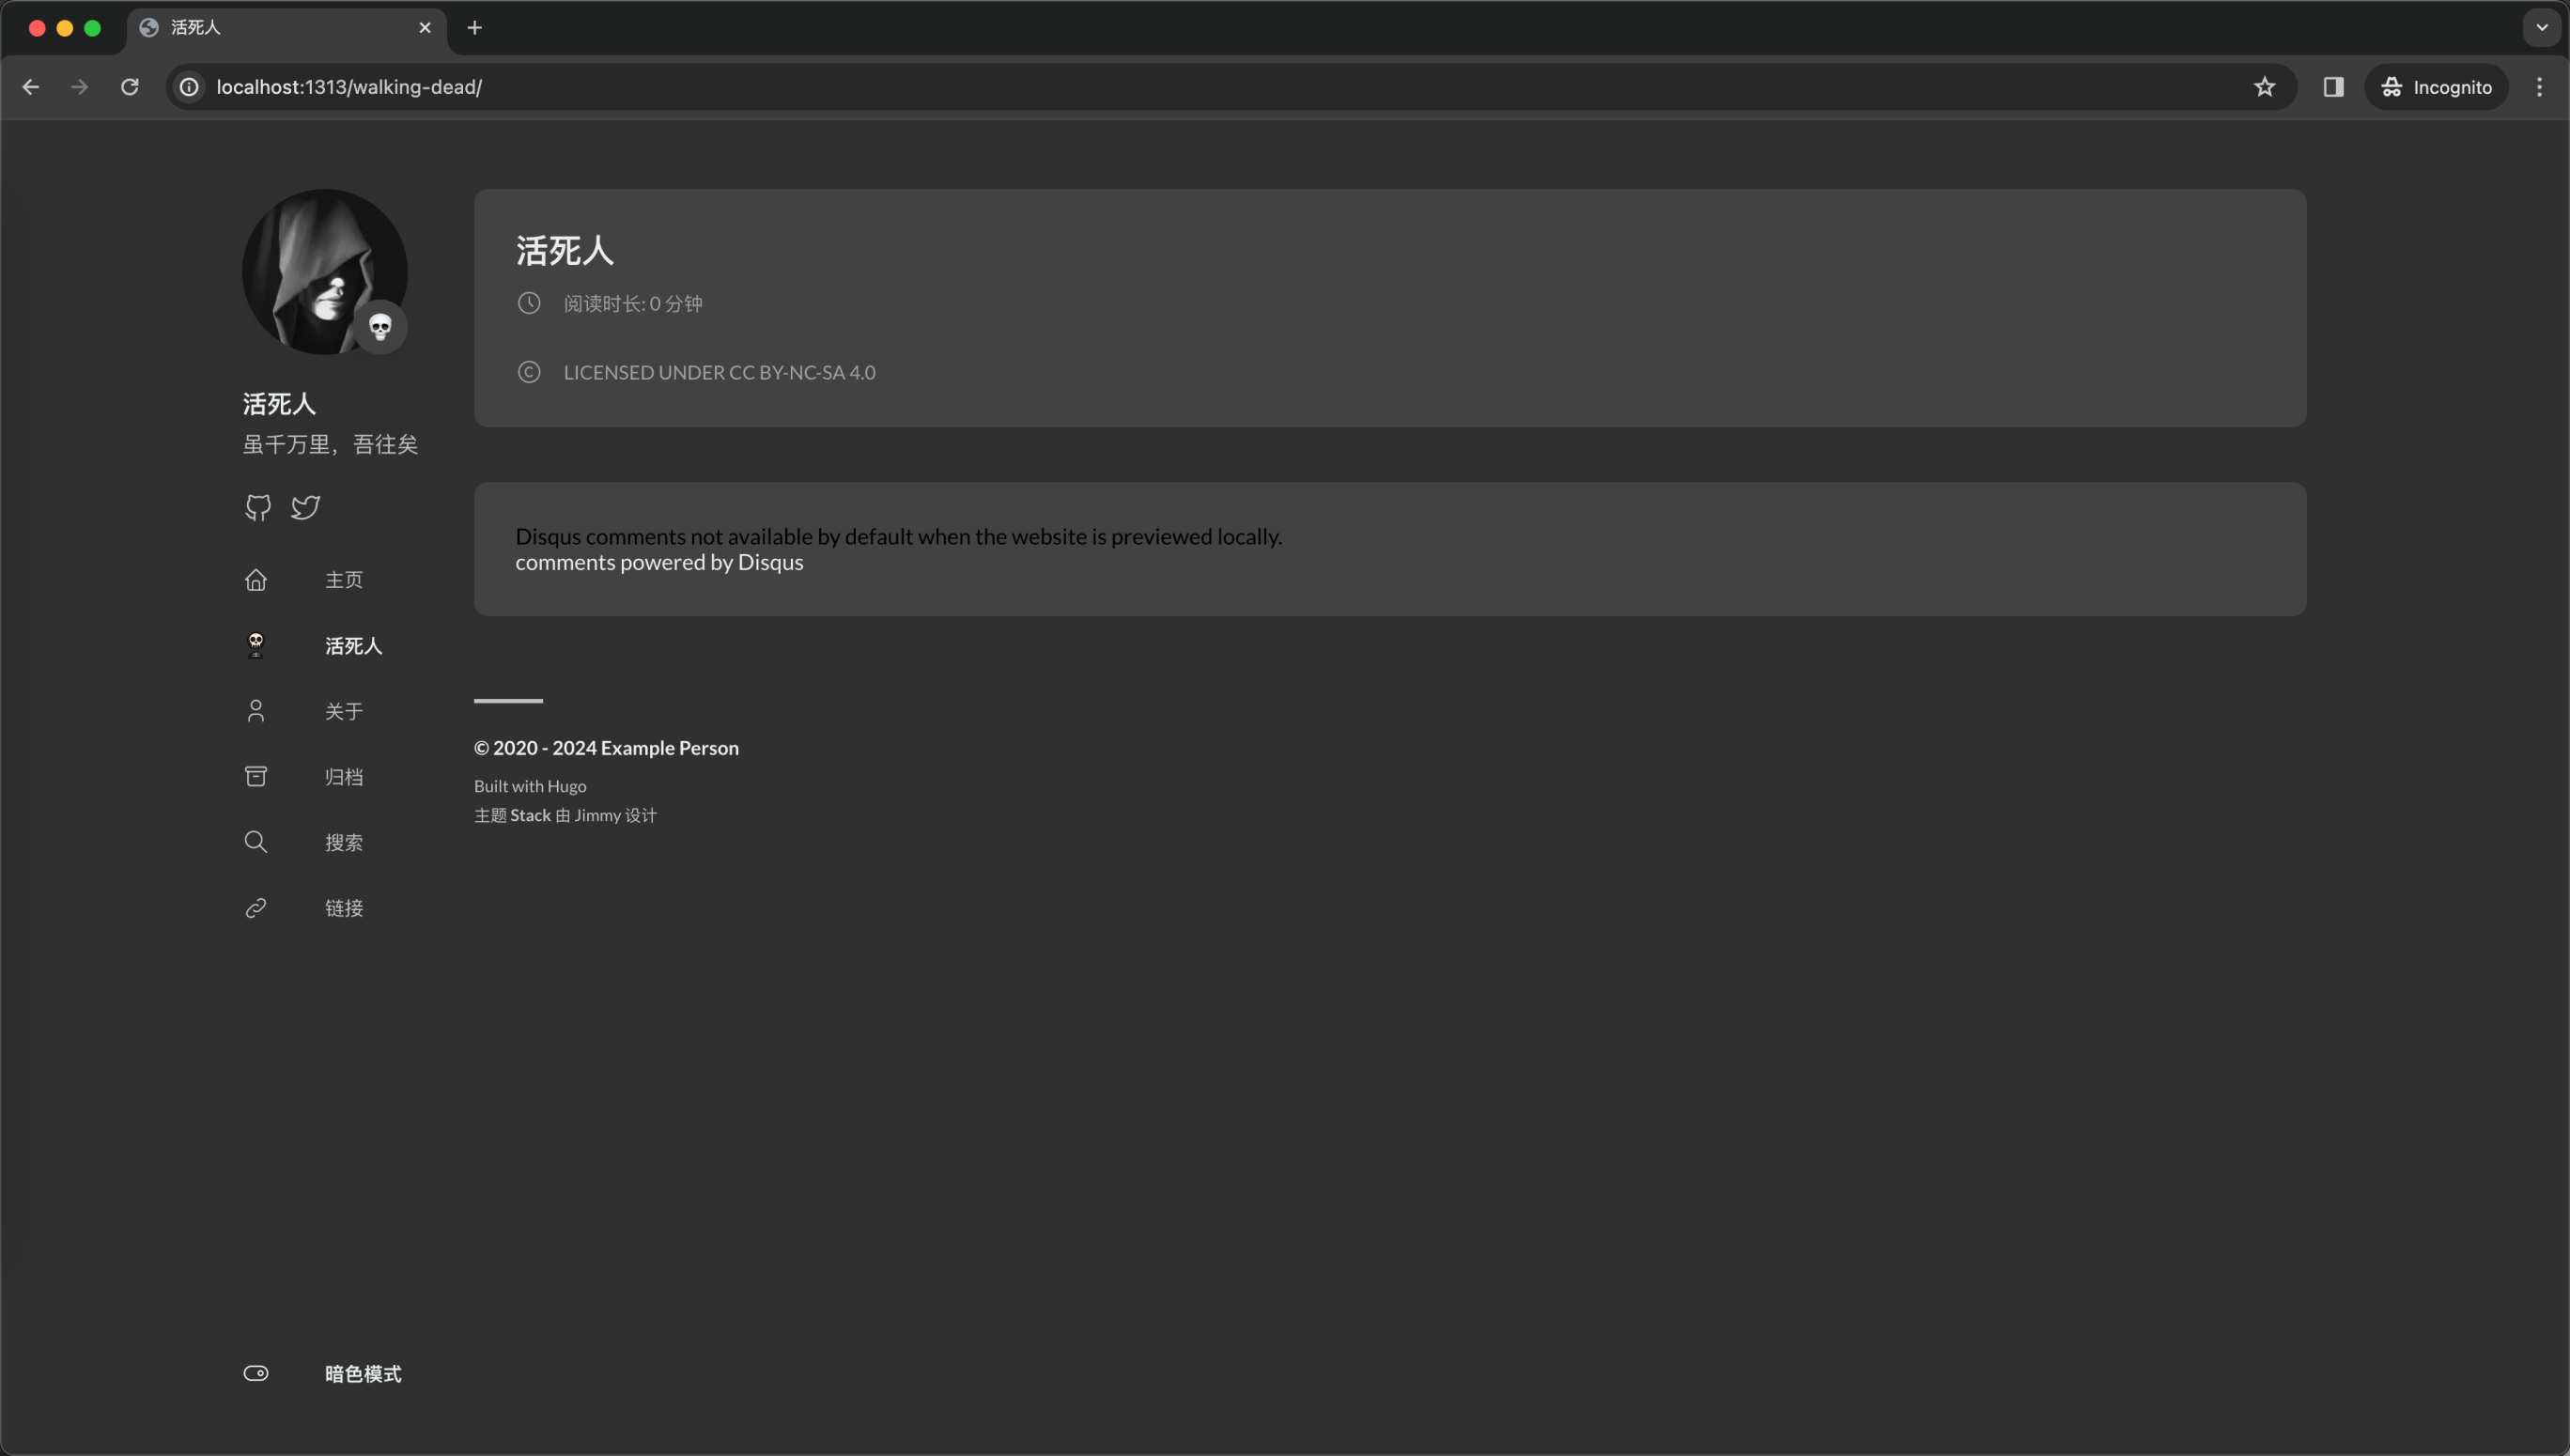 活死人
localhost:1313/walking-dead/
Incognito
活死人
虽千万里，吾往矣
主页
活死人
关于
归档
搜索
链接
暗色模式
活死人
阅读时长: 0 分钟
LICENSED UNDER CC BY-NC-SA 4.0
Disqus comments not available by default when the website is previewed locally.
comments powered by Disqus
© 2020 - 2024 Example Person
Built with Hugo
主题 Stack 由 Jimmy 设计